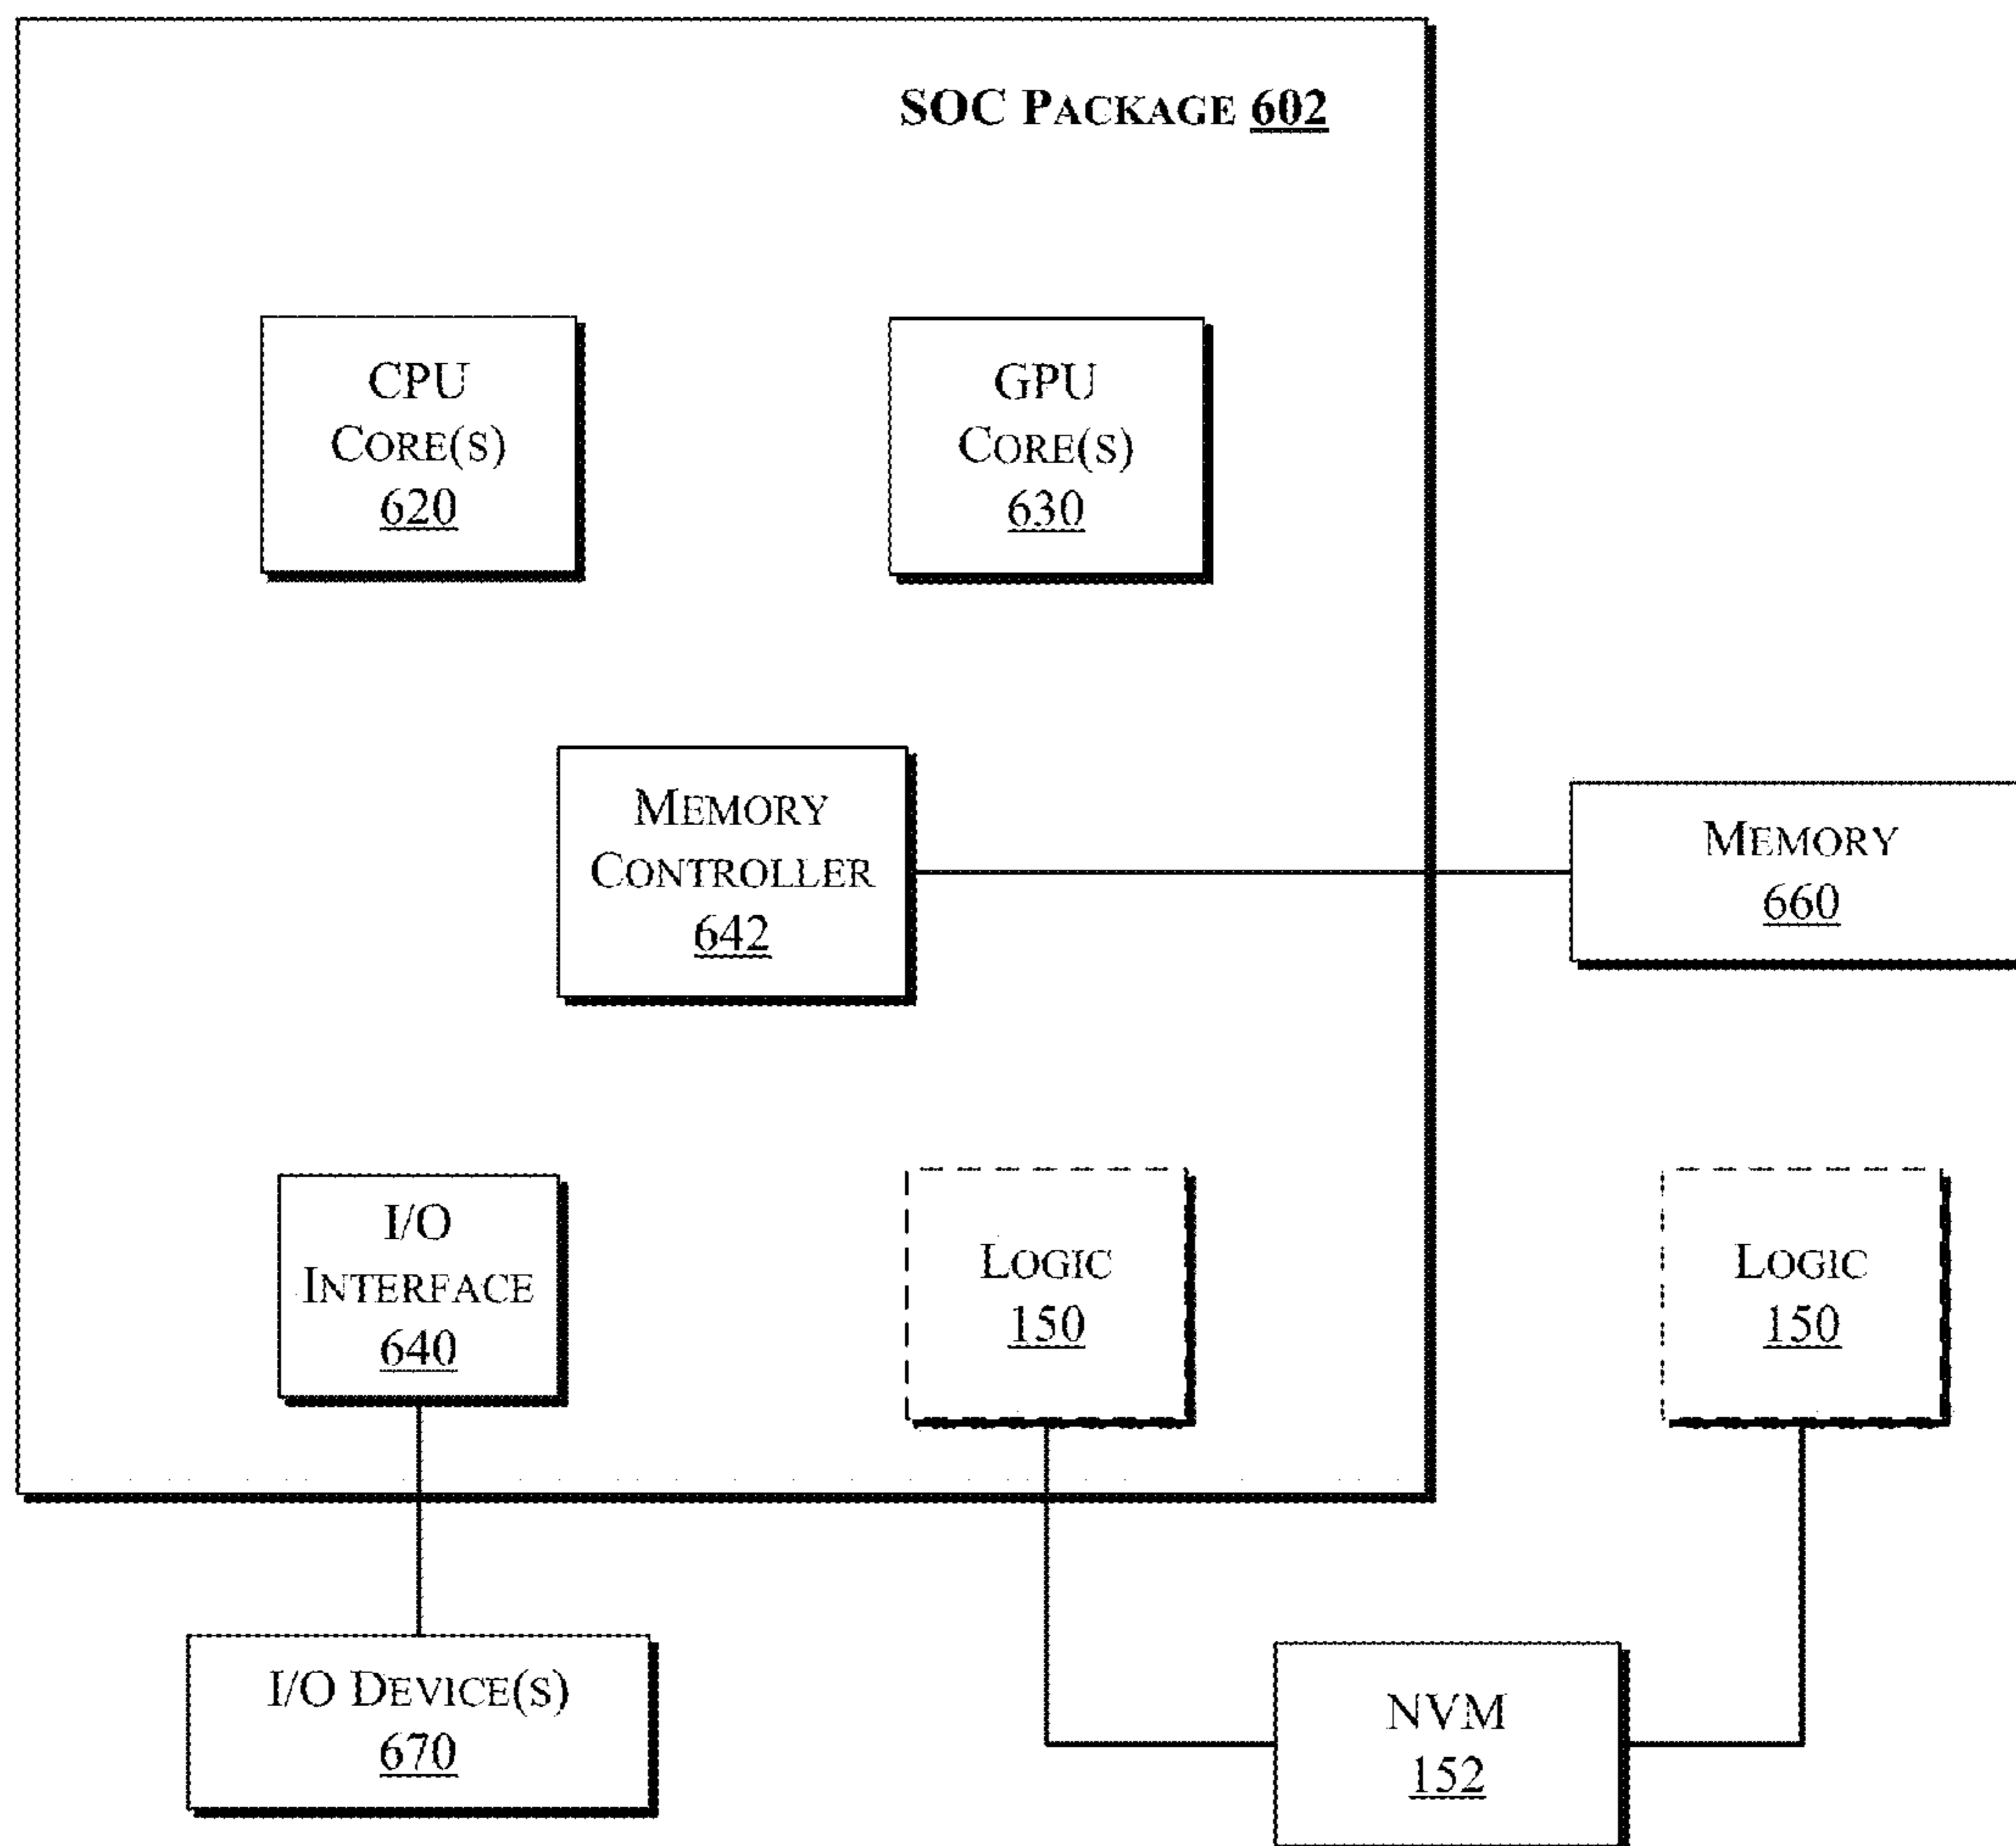 SOC PACKAGE 602
CPU
CORE(S)
620
GPU
CORE(S)
630
MEMORY
CONTROLLER
642
MEMORY
660
I/O
INTERFACE
640
LOGIC
150
LOGIC
150
I/O DEVICE(S)
670
NVM
152